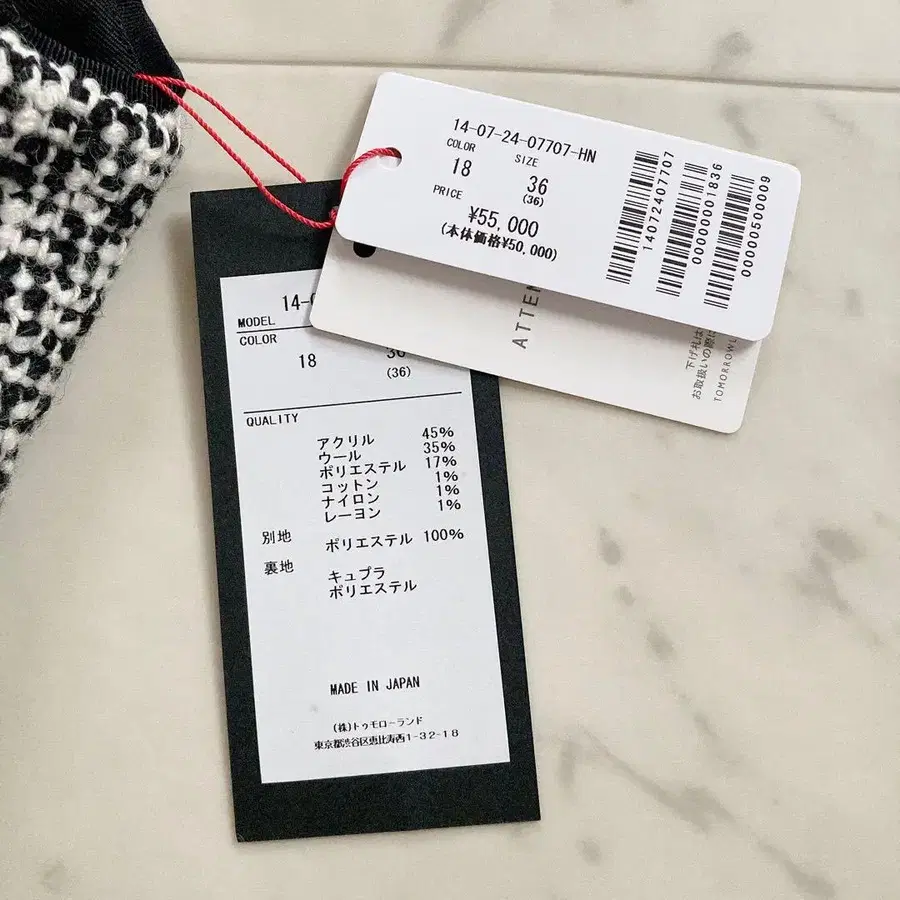 14-07-24-07707-HN
COLOR SIZE
18 36
(36)
PRICE
¥55,000
(本体価格¥50,000)
14072407707
0000000001836
0000005000009
ATTEN
下げ札は
お取扱いの際に
TOMORROWL
14-0
MODEL
COLOR
18 36
(36)
QUALITY
アクリル 45%
ウール 35%
ポリエステル 17%
コットン 1%
ナイロン 1%
レーヨン 1%
別地 ポリエステル 100%
裏地 キュプラ
ポリエステル
MADE IN JAPAN
(株)トゥモローランド
東京都渋谷区恵比寿西1-32-18